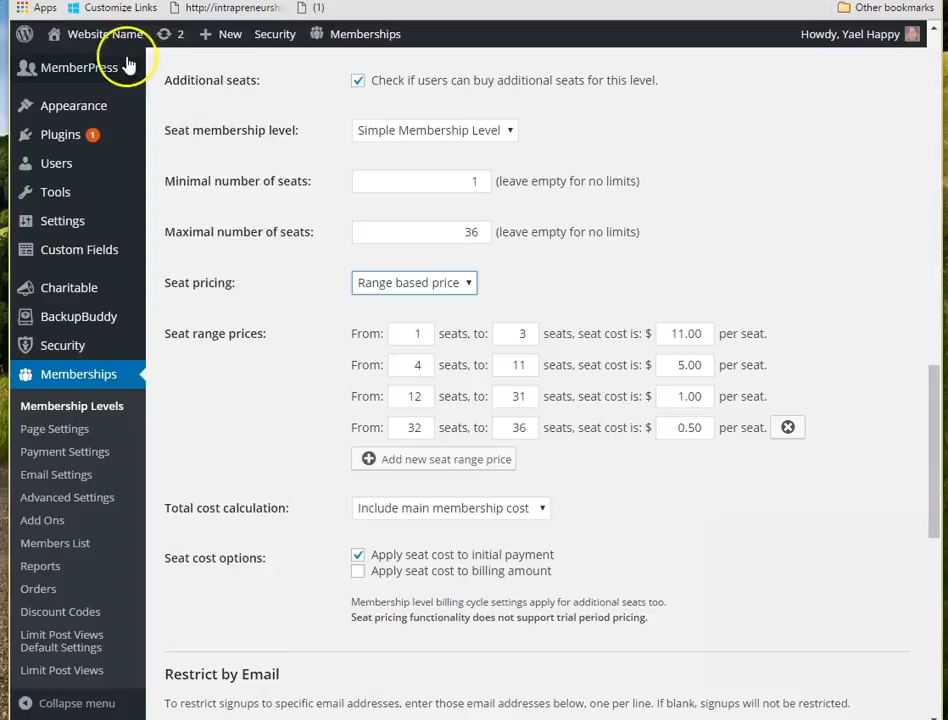 Apps Customize Links http://intrapreneursh (1) Other bookmarks
Website Name 2 New Security Memberships Howdy, Yael Happy
MemberPress
Appearance
Plugins 1
Users
Tools
Settings
Custom Fields
Charitable
BackupBuddy
Security
Memberships
Membership Levels
Page Settings
Payment Settings
Email Settings
Advanced Settings
Add Ons
Members List
Reports
Orders
Discount Codes
Limit Post Views
Default Settings
Limit Post Views
Collapse menu
Additional seats: Check if users can buy additional seats for this level.
Seat membership level: Simple Membership Level
Minimal number of seats: 1 (leave empty for no limits)
Maximal number of seats: 36 (leave empty for no limits)
Seat pricing: Range based price
Seat range prices: From: 1 seats, to: 3 seats, seat cost is: $ 11.00 per seat.
From: 4 seats, to: 11 seats, seat cost is: $ 5.00 per seat.
From: 12 seats, to: 31 seats, seat cost is: $ 1.00 per seat.
From: 32 seats, to: 36 seats, seat cost is: $ 0.50 per seat.
Add new seat range price
Total cost calculation: Include main membership cost
Seat cost options: Apply seat cost to initial payment
Apply seat cost to billing amount
Membership level billing cycle settings apply for additional seats too.
Seat pricing functionality does not support trial period pricing.
Restrict by Email
To restrict signups to specific email addresses, enter those email addresses below, one per line. If blank, signups will not be restricted.